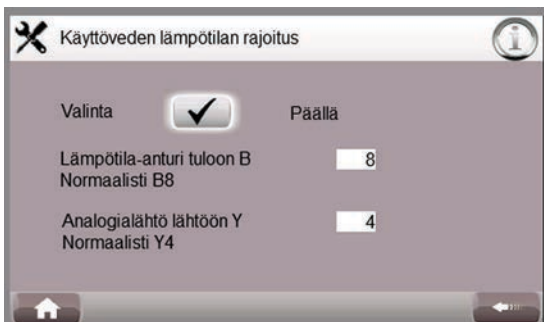 Käyttöveden lämpötilan rajoitus
Valinta Päällä
Lämpötila-anturi tuloon B 8
Normaalisti B8
Analogialähtö lähtöön Y 4
Normaalisti Y4